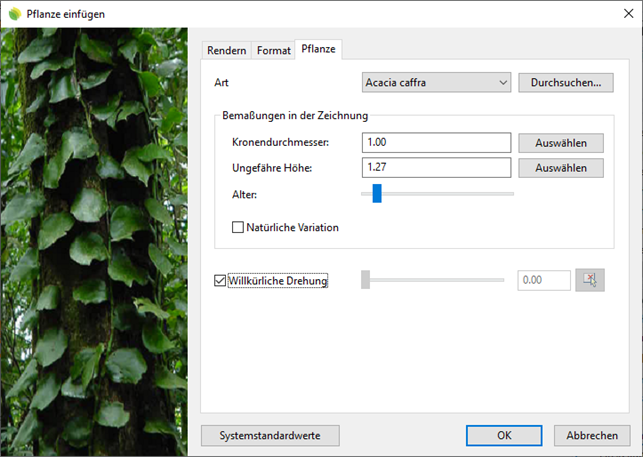 Pflanze einfügen
Rendern Format Pflanze
Art Acacia caffra Durchsuchen...
Bemaßungen in der Zeichnung
Kronendurchmesser: 1.00 Auswählen
Ungefähre Höhe: 1.27 Auswählen
Alter:
Natürliche Variation
Willkürliche Drehung 0.00
Systemstandardwerte OK Abbrechen